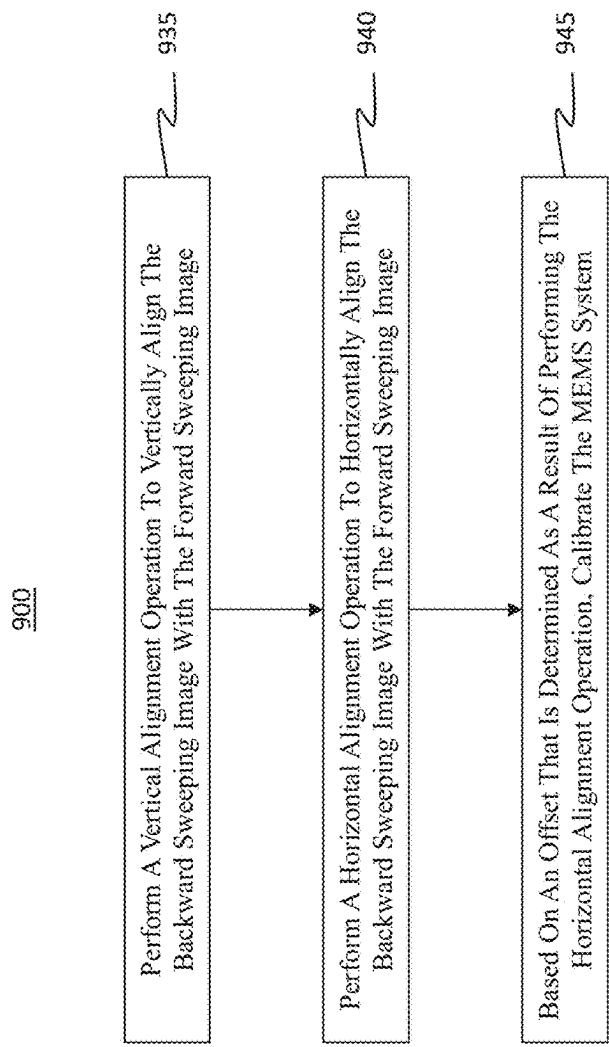 900
Perform A Vertical Alignment Operation To Vertically Align The
Backward Sweeping Image With The Forward Sweeping Image
935
Perform A Horizontal Alignment Operation To Horizontally Align The
Backward Sweeping Image With The Forward Sweeping Image
940
Based On An Offset That Is Determined As A Result Of Performing The
Horizontal Alignment Operation, Calibrate The MEMS System
945